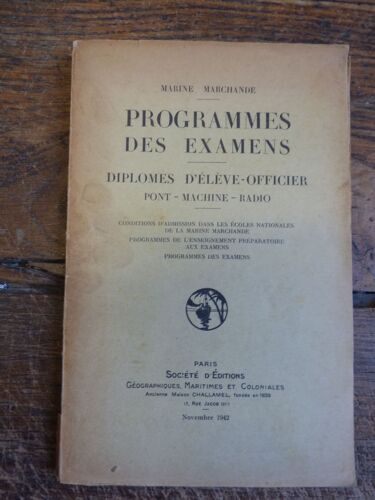 MARINE MARCHANDE
PROGRAMMES
DES EXAMENS
DIPLOMES D'ÉLÈVE-OFFICIER
PONT - MACHINE - RADIO
CONDITIONS D'ADMISSION DANS LES ÉCOLES NATIONALES
DE LA MARINE MARCHANDE
PROGRAMMES DE L'ENSEIGNEMENT PRÉPARATOIRE
AUX EXAMENS
PROGRAMMES DES EXAMENS
PARIS
SOCIÉTÉ D'ÉDITIONS
GÉOGRAPHIQUES, MARITIMES ET COLONIALES
ANCIENNE MAISON CHALLAMEL, FONDÉE EN 1839
17, RUE JACOB (VIe)
Novembre 1942